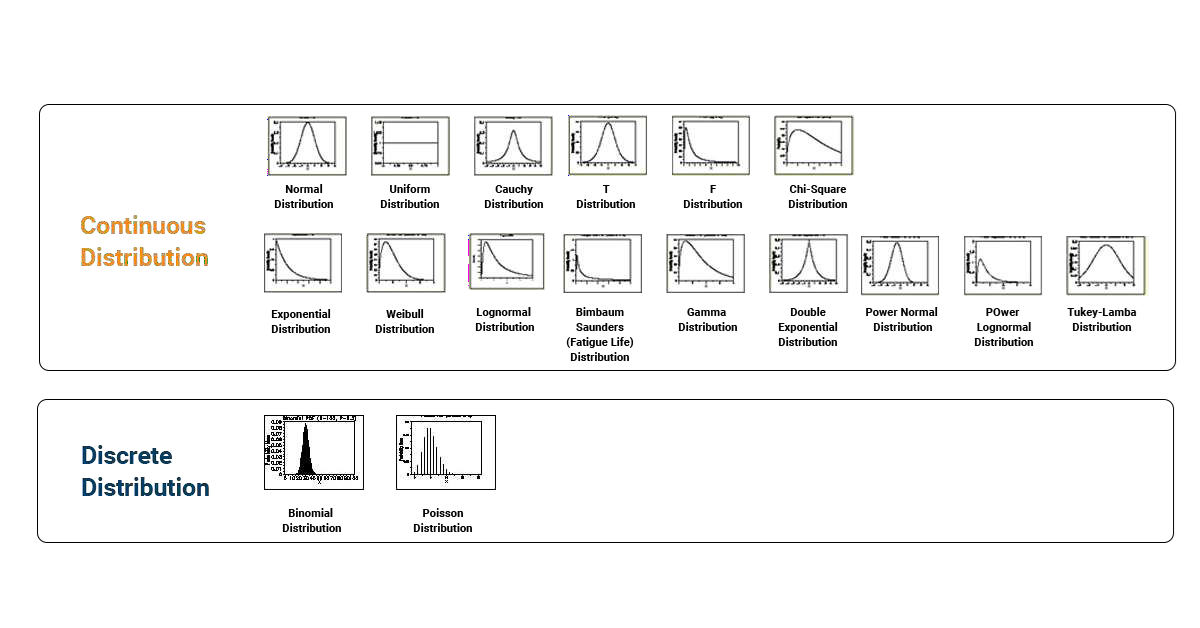 Normal
Distribution
Uniform
Distribution
Cauchy
Distribution
T
Distribution
F
Distribution
Chi-Square
Distribution
Continuous
Distribution
Exponential
Distribution
Weibull
Distribution
Lognormal
Distribution
Bimbaum
Saunders
(Fatigue Life)
Distribution
Gamma
Distribution
Double
Exponential
Distribution
Power Normal
Distribution
POwer
Lognormal
Distribution
Tukey-Lamba
Distribution
Discrete
Distribution
Binomial
Distribution
Poisson
Distribution